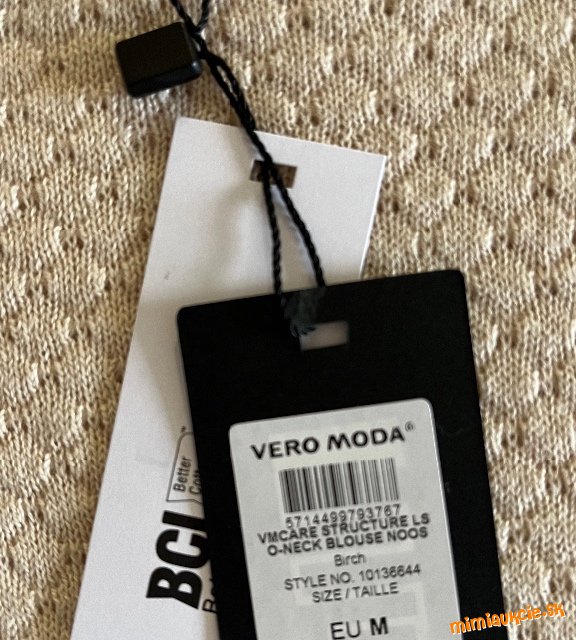 VERO MODA®
5714499793767
VMCARE STRUCTURE LS
O-NECK BLOUSE NOOS
Birch
STYLE NO. 10136644
SIZE / TAILLE
EU M
BCI
Better
mimiaukcie.sk